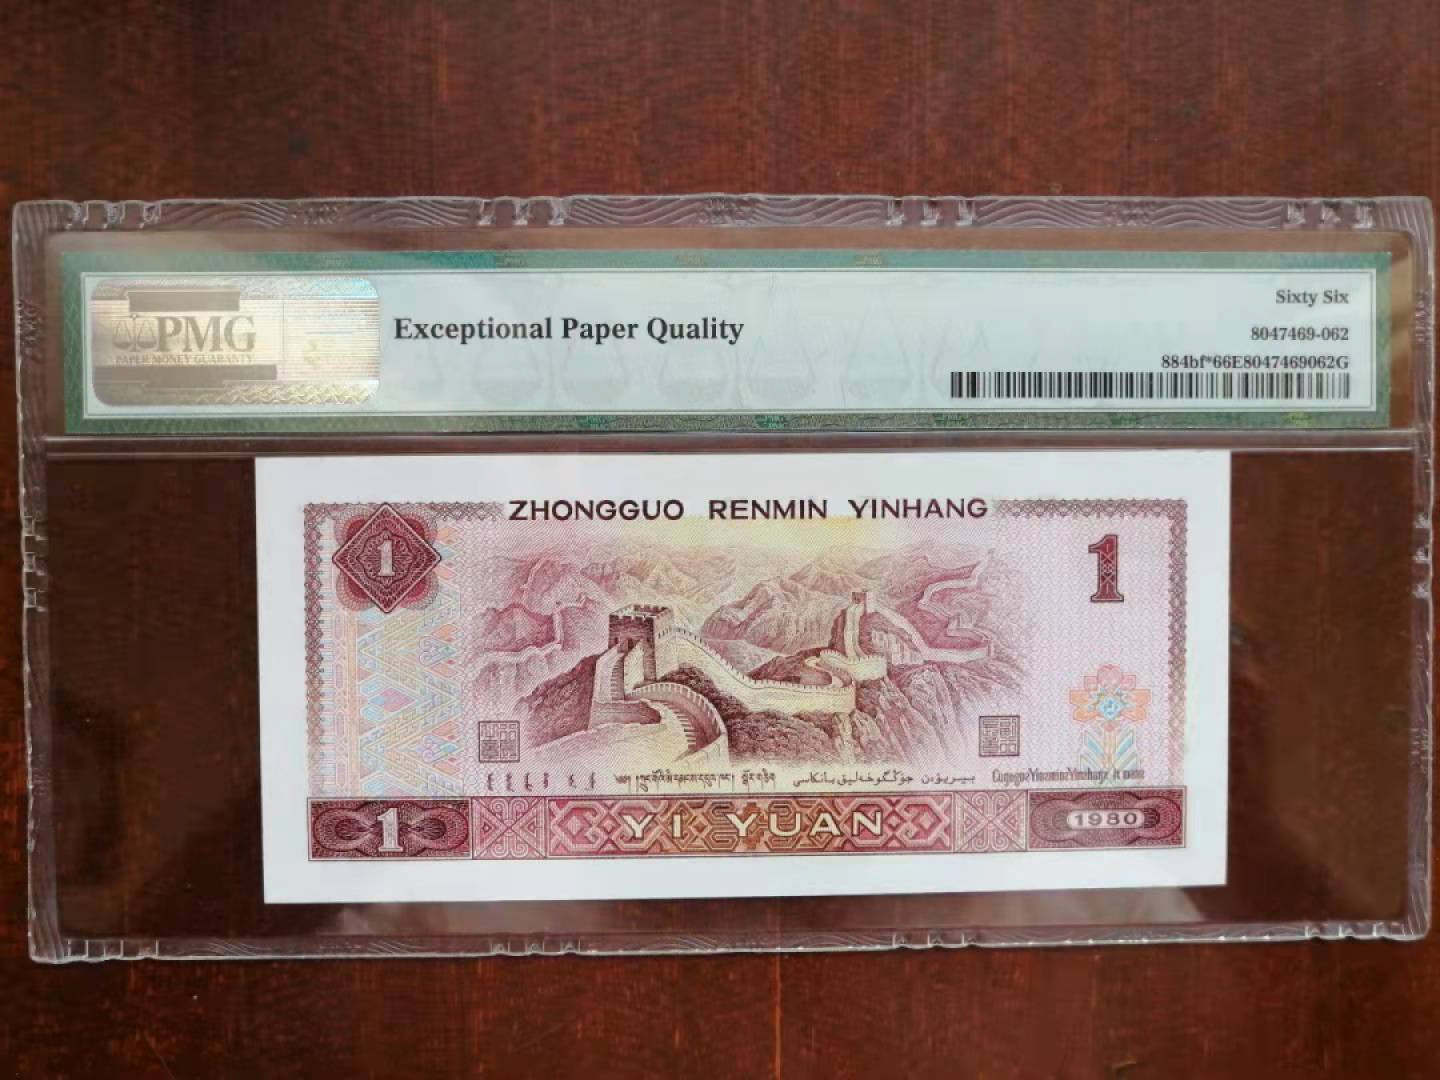 PMG
PAPER MONEY GUARANTY
Exceptional Paper Quality
Sixty Six
8047469-062
884bf*66E8047469062G
ZHONGGUO RENMIN YINHANG
1
1
1
YI YUAN
1980